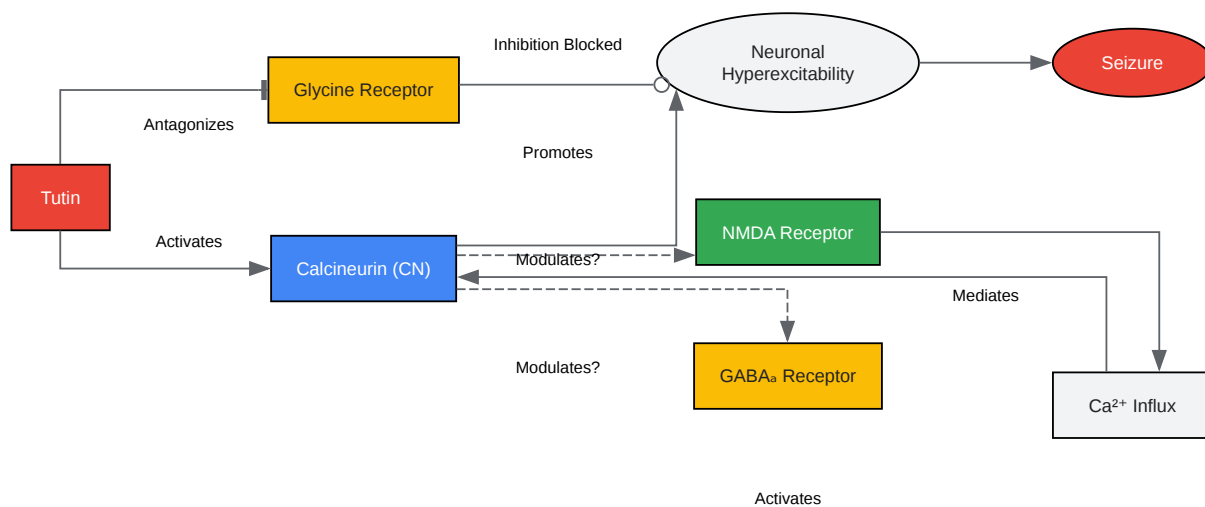 Inhibition Blocked
Neuronal
Hyperexcitability
Seizure
Glycine Receptor
Antagonizes
Promotes
Tutin
NMDA Receptor
Activates
Calcineurin (CN)
Modulates?
Mediates
Modulates?
GABAₐ Receptor
Ca²⁺ Influx
Activates